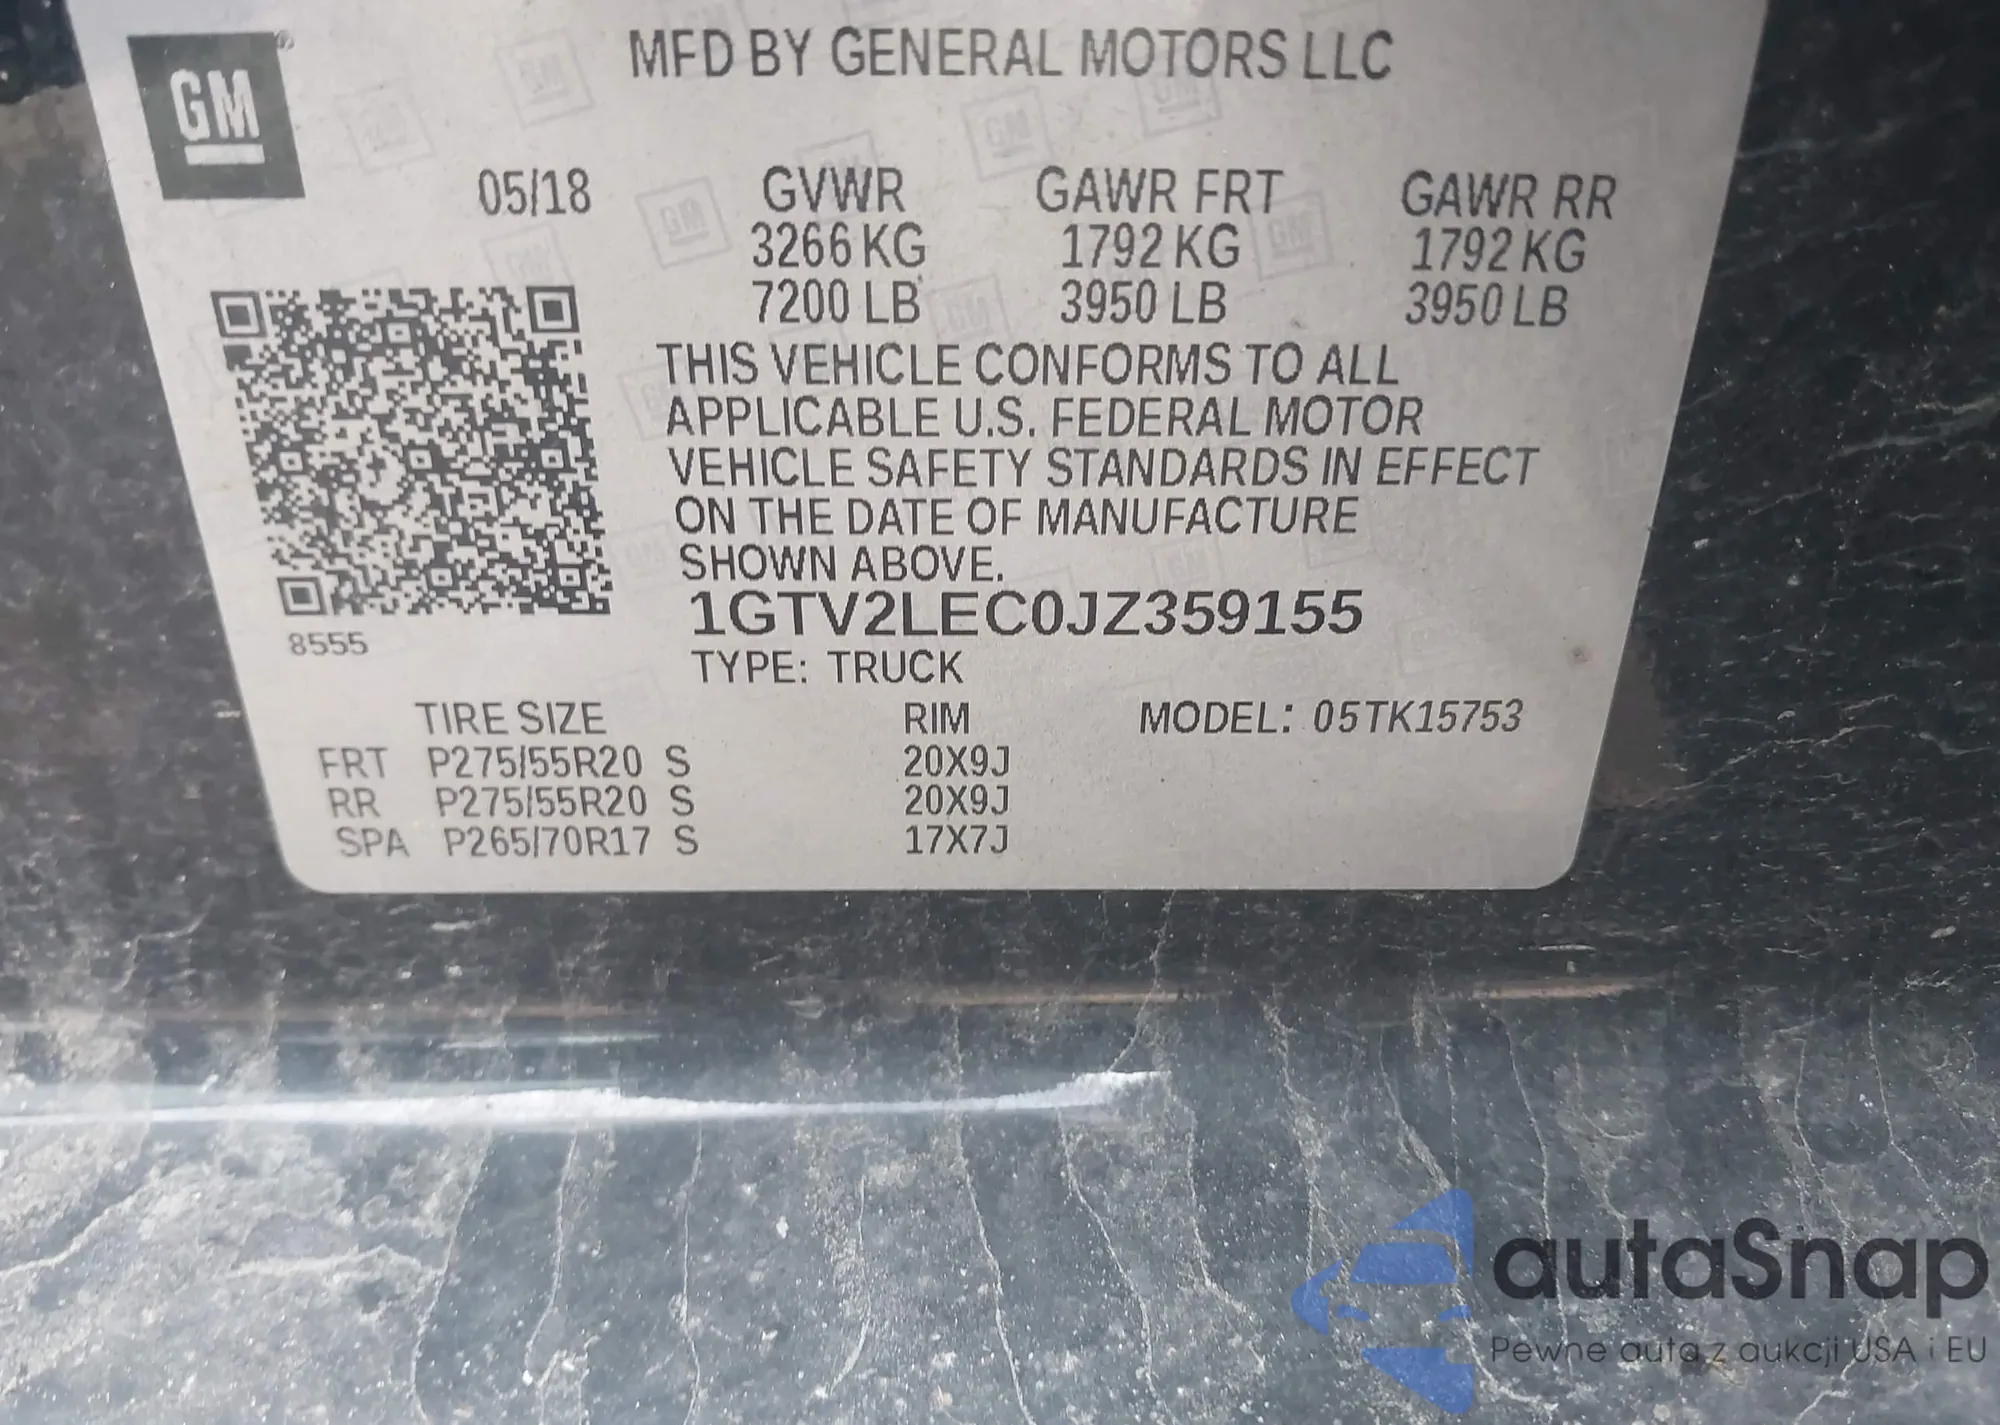 GM
MFD BY GENERAL MOTORS LLC
05/18 GVWR GAWR FRT GAWR RR
3266 KG 1792 KG 1792 KG
7200 LB 3950 LB 3950 LB
THIS VEHICLE CONFORMS TO ALL
APPLICABLE U.S. FEDERAL MOTOR
VEHICLE SAFETY STANDARDS IN EFFECT
ON THE DATE OF MANUFACTURE
SHOWN ABOVE.
1GTV2LEC0JZ359155
8555
TYPE: TRUCK
TIRE SIZE RIM MODEL: 05TK15753
FRT P275/55R20 S 20X9J
RR P275/55R20 S 20X9J
SPA P265/70R17 S 17X7J
autaSnap
Pewne auta z aukcji USA i EU